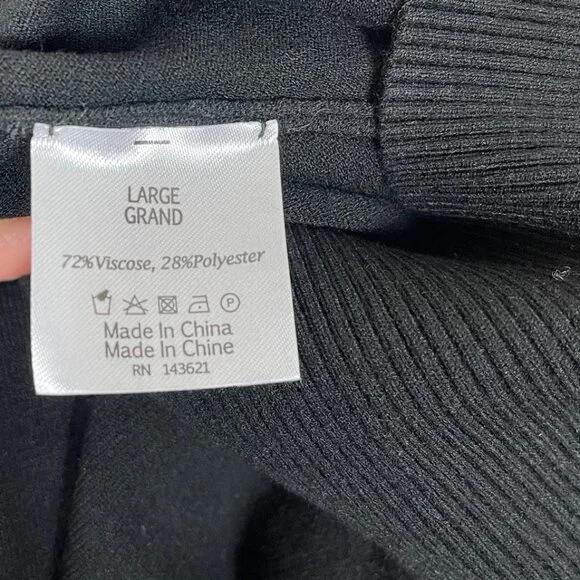 LARGE
GRAND
72%Viscose, 28%Polyester
P
Made In China
Made In Chine
RN 143621